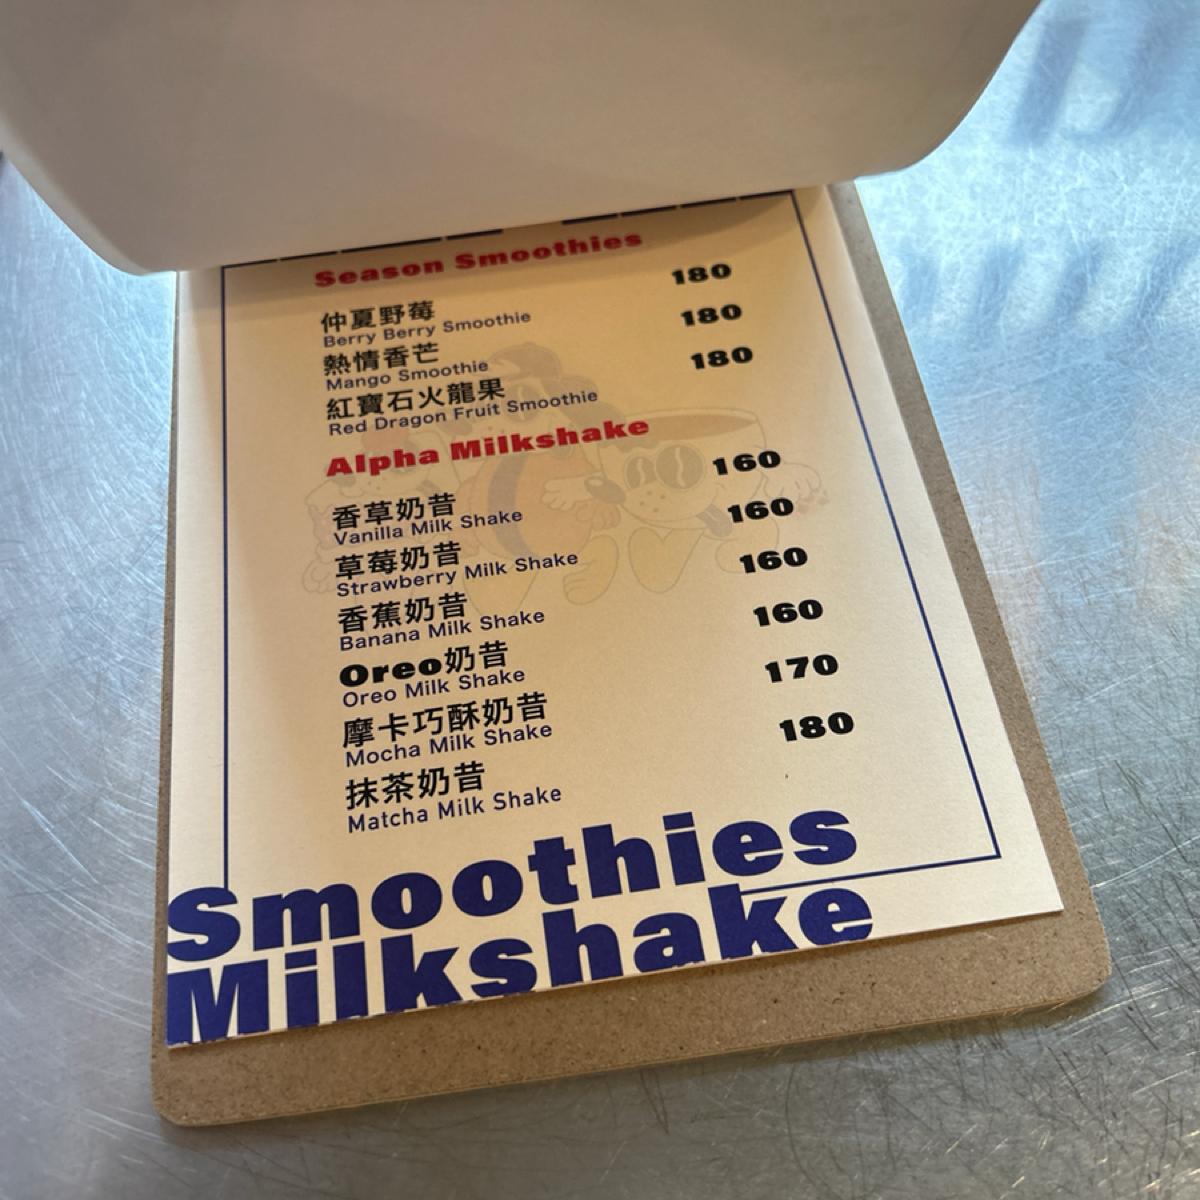 Season Smoothies
仲夏野莓 180
Berry Berry Smoothie
熱情香芒 180
Mango Smoothie
紅寶石火龍果 180
Red Dragon Fruit Smoothie
Alpha Milkshake
香草奶昔 160
Vanilla Milk Shake
草莓奶昔 160
Strawberry Milk Shake
香蕉奶昔 160
Banana Milk Shake
Oreo奶昔 160
Oreo Milk Shake
摩卡巧酥奶昔 170
Mocha Milk Shake
抹茶奶昔 180
Matcha Milk Shake
Smoothies
Milkshake